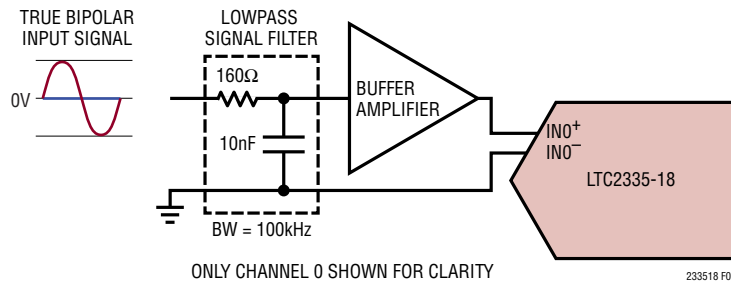 TRUE BIPOLAR
INPUT SIGNAL
0V
LOWPASS
SIGNAL FILTER
160Ω
10nF
BW = 100kHz
BUFFER
AMPLIFIER
IN0+
IN0–
LTC2335-18
ONLY CHANNEL 0 SHOWN FOR CLARITY
233518 F0